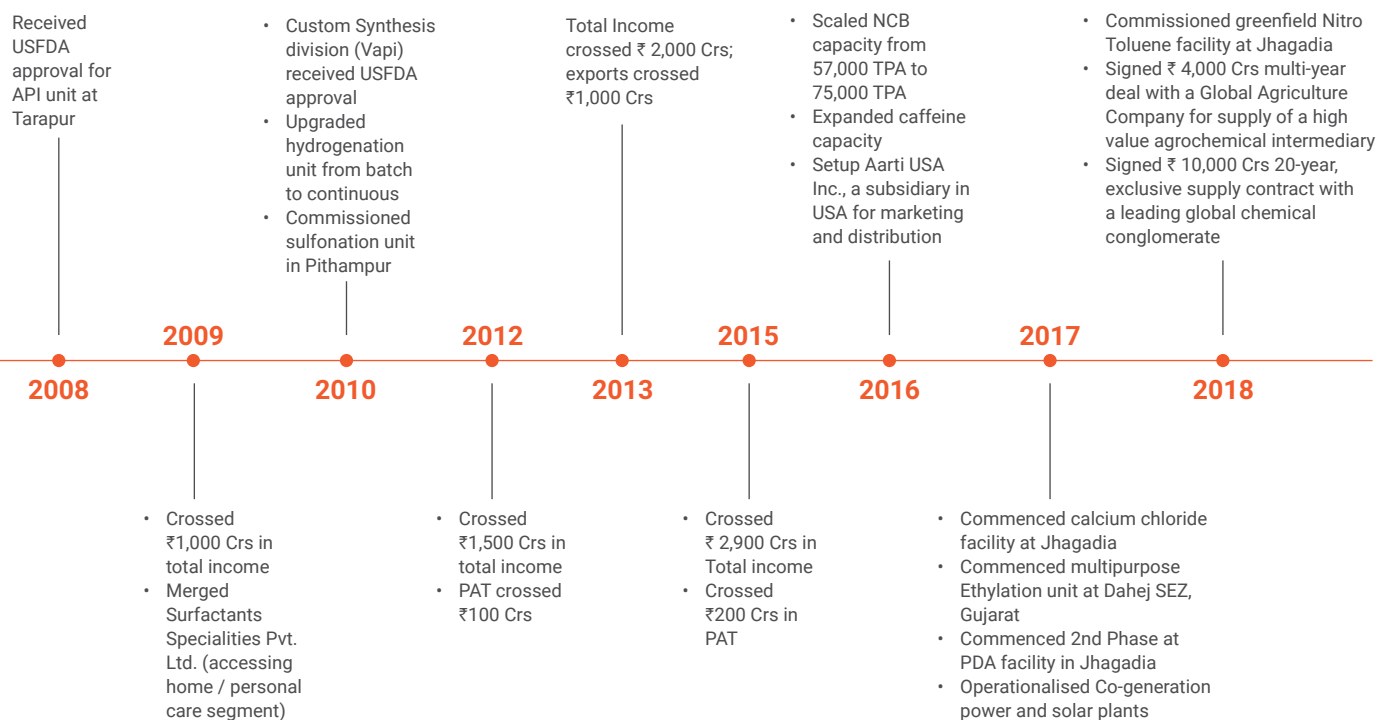 Received
USFDA
approval for
API unit at
Tarapur
• Custom Synthesis
division (Vapi)
received USFDA
approval
• Upgraded
hydrogenation
unit from batch
to continuous
• Commissioned
sulfonation unit
in Pithampur
Total Income
crossed ₹ 2,000 Crs;
exports crossed
₹1,000 Crs
• Scaled NCB
capacity from
57,000 TPA to
75,000 TPA
• Expanded caffeine
capacity
• Setup Aarti USA
Inc., a subsidiary in
USA for marketing
and distribution
• Commissioned greenfield Nitro
Toluene facility at Jhagadia
• Signed ₹ 4,000 Crs multi-year
deal with a Global Agriculture
Company for supply of a high
value agrochemical intermediary
• Signed ₹ 10,000 Crs 20-year,
exclusive supply contract with
a leading global chemical
conglomerate
2009
2012
2015
2017
2008
2010
2013
2016
2018
• Crossed
₹1,000 Crs in
total income
• Merged
Surfactants
Specialities Pvt.
Ltd. (accessing
home / personal
care segment)
• Crossed
₹1,500 Crs in
total income
• PAT crossed
₹100 Crs
• Crossed
₹ 2,900 Crs in
Total income
• Crossed
₹200 Crs in
PAT
• Commenced calcium chloride
facility at Jhagadia
• Commenced multipurpose
Ethylation unit at Dahej SEZ,
Gujarat
• Commenced 2nd Phase at
PDA facility in Jhagadia
• Operationalised Co-generation
power and solar plants